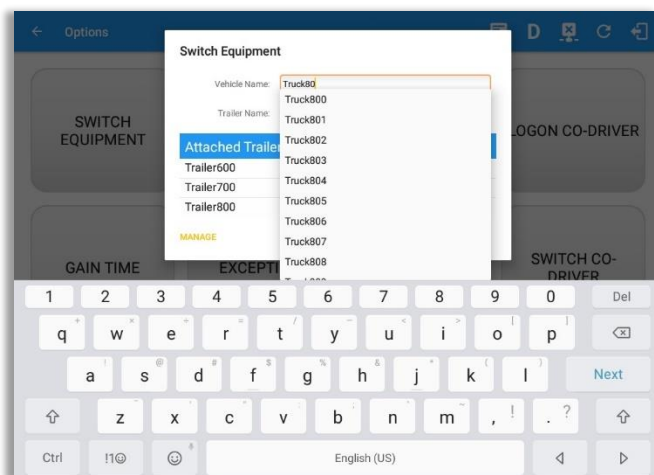 Options
D
Switch Equipment
Vehicle Name: Truck80
Trailer Name:
Truck800
Truck801
Truck802
Truck803
Truck804
Truck805
Truck806
Truck807
Truck808
Attached Trailer
Trailer600
Trailer700
Trailer800
MANAGE
SWITCH
EQUIPMENT
LOGON CO-DRIVER
GAIN TIME
EXCEPTI
SWITCH CO-
DRIVER
1 2 3 4 5 6 7 8 9 0 Del
q w e r t y u i o p
a s d f g h j k l Next
z x c v b n m , ! . ?
Ctrl !1☺ English (US)